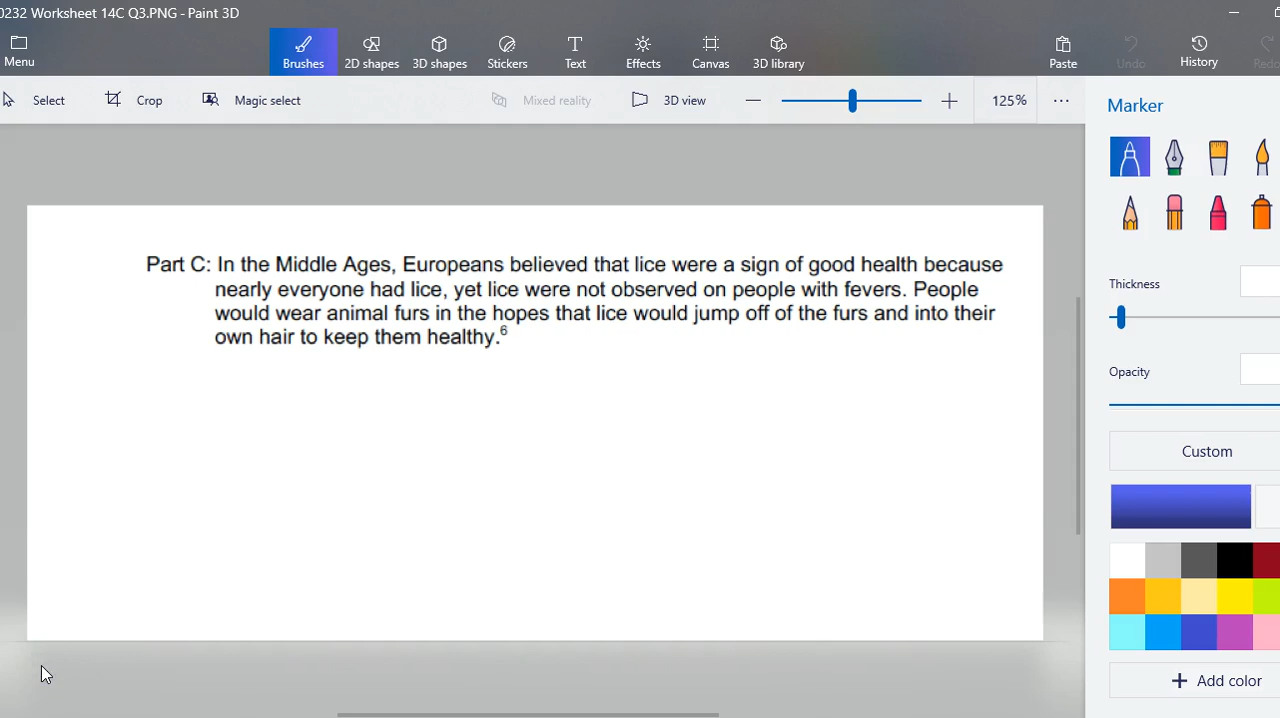 0232 Worksheet 14C Q3.PNG - Paint 3D
Menu
Brushes 2D shapes 3D shapes Stickers Text Effects Canvas 3D library Paste Undo History Redo
Select Crop Magic select Mixed reality 3D view 125%
Marker
Thickness
Opacity
Custom
Add color
Part C: In the Middle Ages, Europeans believed that lice were a sign of good health because
nearly everyone had lice, yet lice were not observed on people with fevers. People
would wear animal furs in the hopes that lice would jump off of the furs and into their
own hair to keep them healthy.⁶